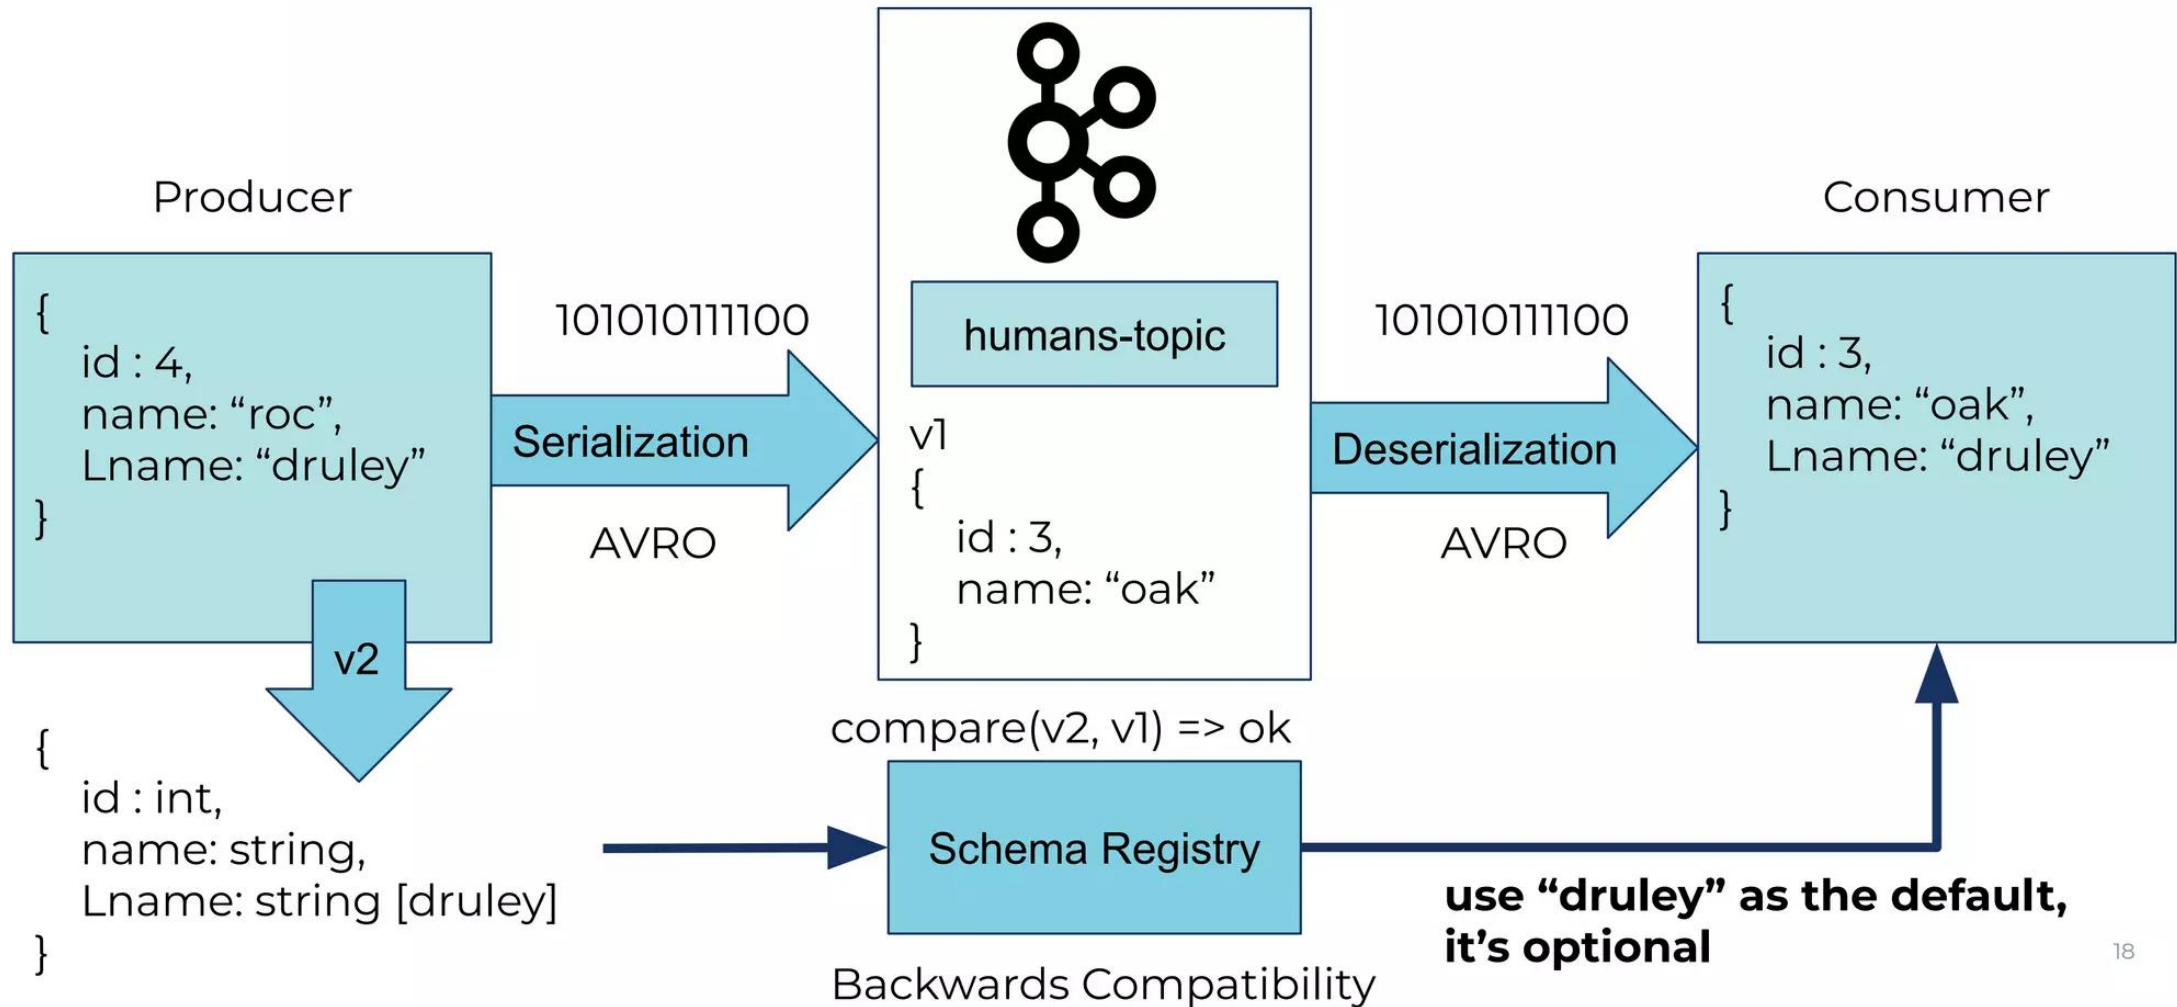 Producer
{
id : 4,
name: “roc”,
Lname: “druley”
}
v2
{
id : int,
name: string,
Lname: string [druley]
}
101010111100
Serialization
AVRO
humans-topic
v1
{
id : 3,
name: “oak”
}
compare(v2, v1) => ok
Schema Registry
Backwards Compatibility
101010111100
Deserialization
AVRO
Consumer
{
id : 3,
name: “oak”,
Lname: “druley”
}
use “druley” as the default,
it’s optional
18